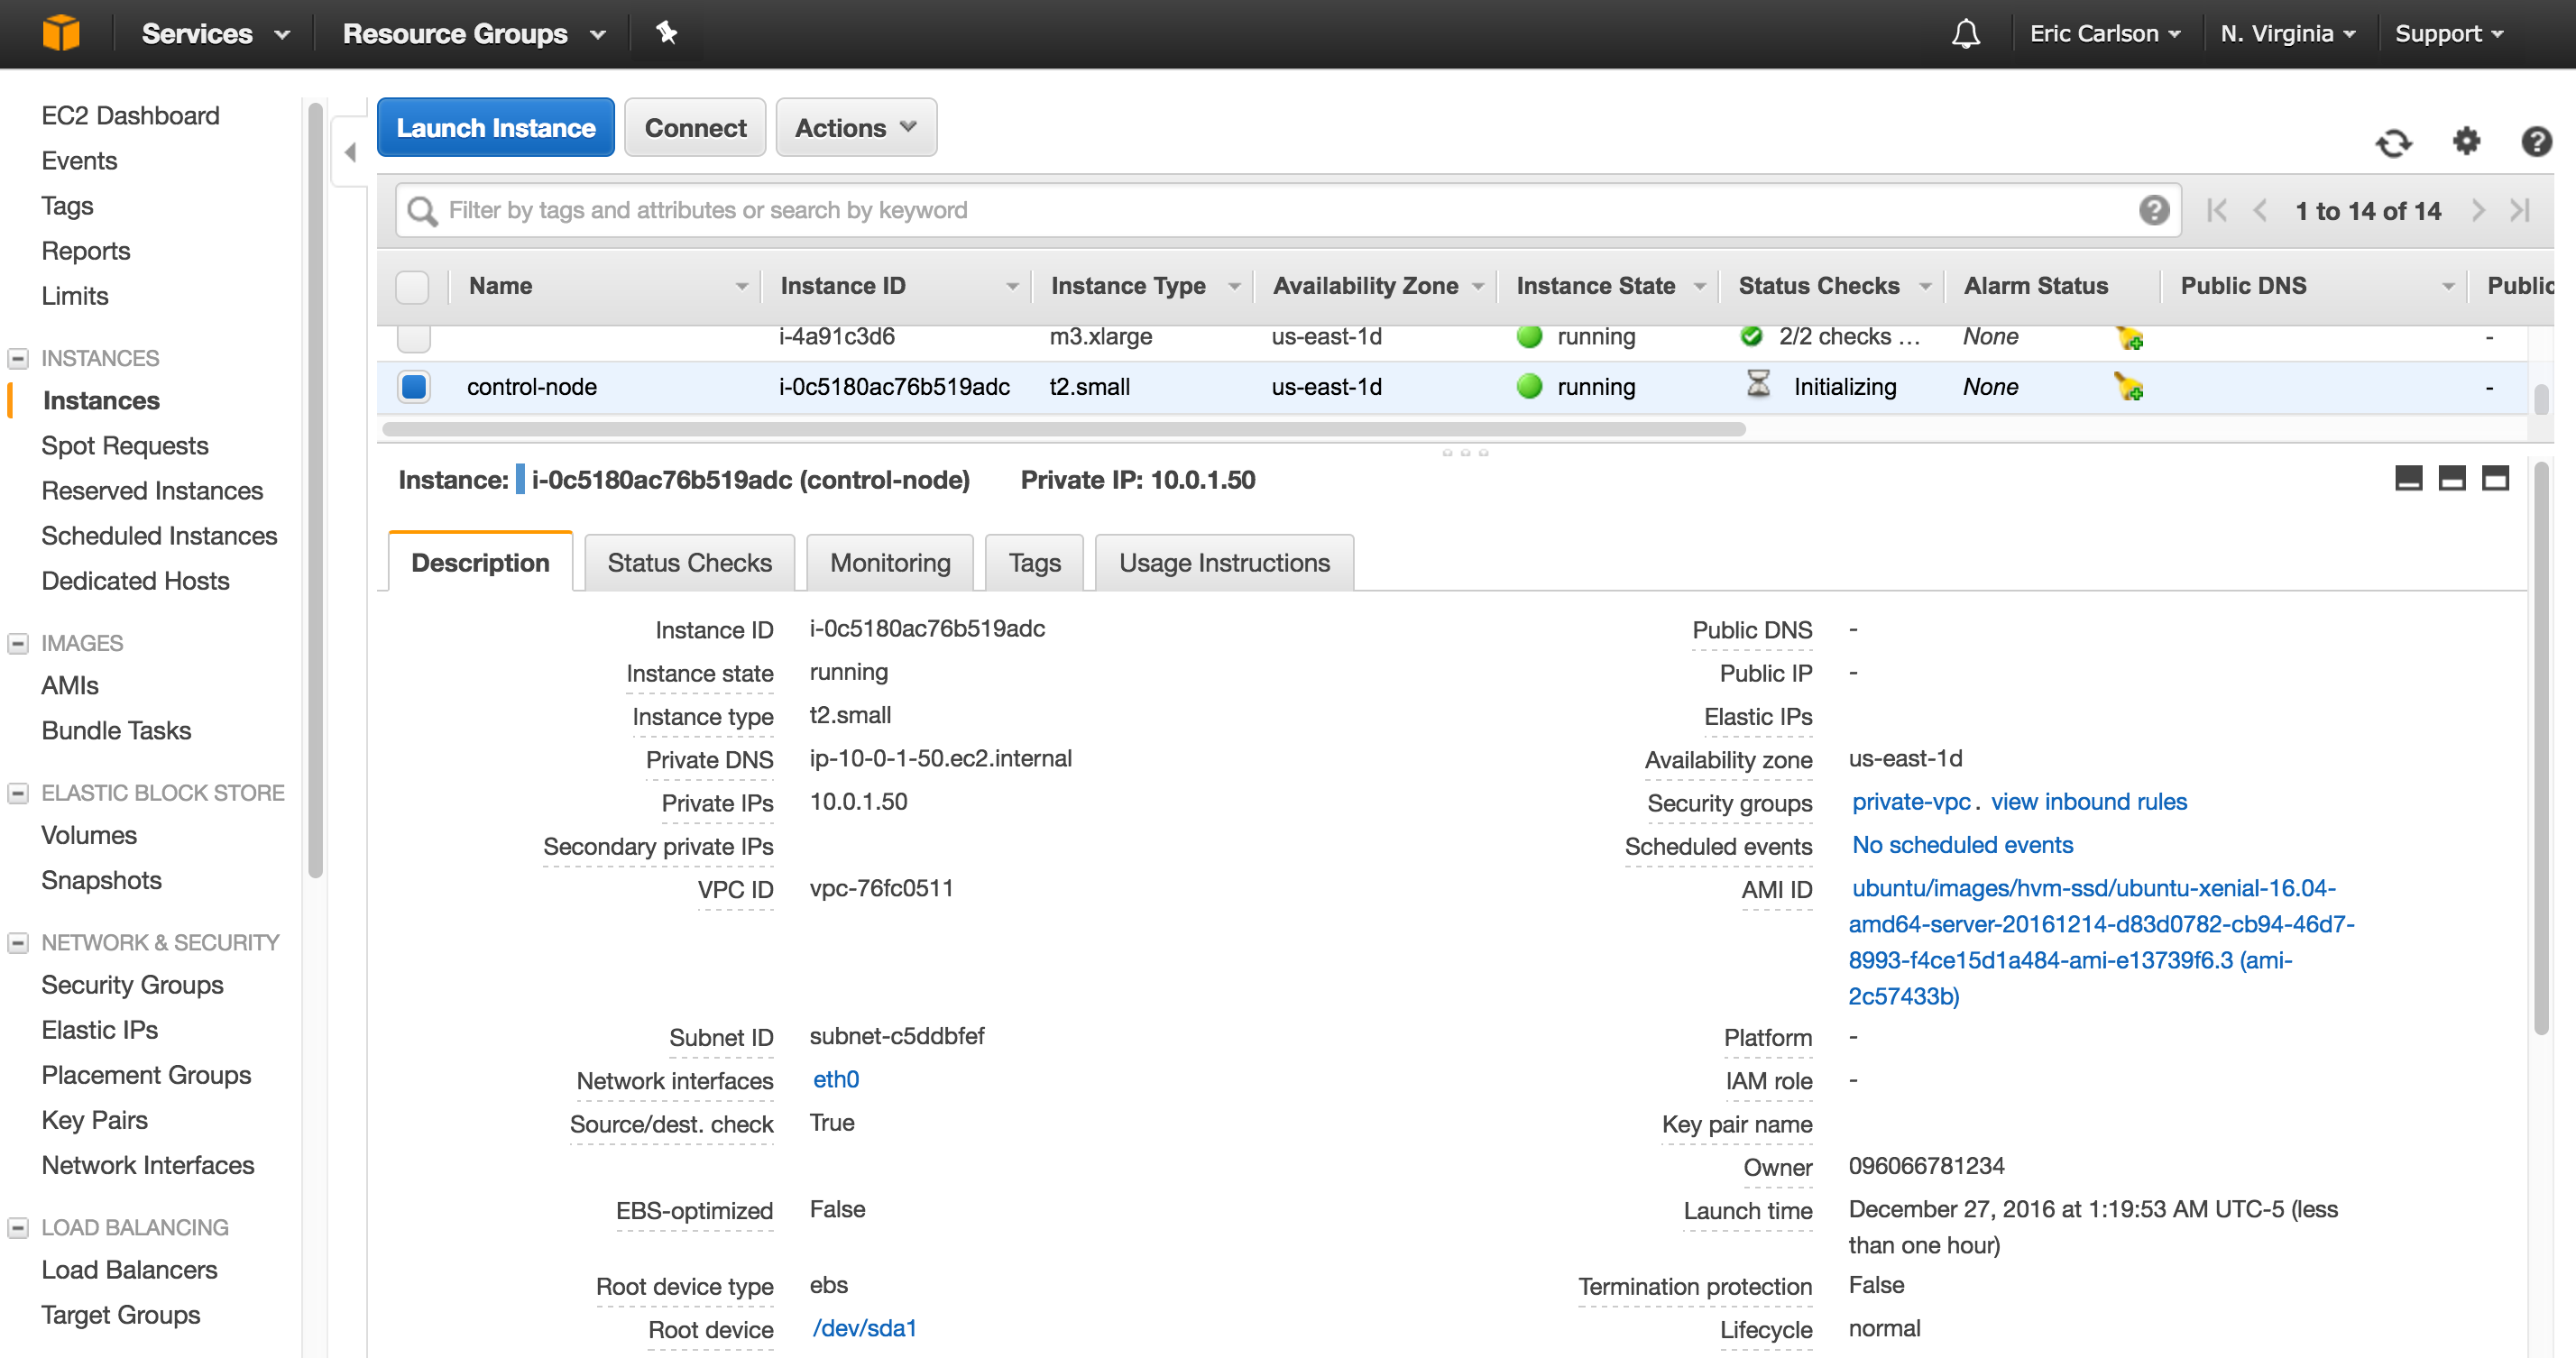 Services
Resource Groups
Eric Carlson
N. Virginia
Support
EC2 Dashboard
Events
Tags
Reports
Limits
INSTANCES
Instances
Spot Requests
Reserved Instances
Scheduled Instances
Dedicated Hosts
IMAGES
AMIs
Bundle Tasks
ELASTIC BLOCK STORE
Volumes
Snapshots
NETWORK & SECURITY
Security Groups
Elastic IPs
Placement Groups
Key Pairs
Network Interfaces
LOAD BALANCING
Load Balancers
Target Groups
Launch Instance
Connect
Actions
Filter by tags and attributes or search by keyword
1 to 14 of 14
Name Instance ID Instance Type Availability Zone Instance State Status Checks Alarm Status Public DNS Public
i-4a91c3d6 m3.xlarge us-east-1d running 2/2 checks … None -
control-node i-0c5180ac76b519adc t2.small us-east-1d running Initializing None -
Instance: i-0c5180ac76b519adc (control-node) Private IP: 10.0.1.50
Description
Status Checks
Monitoring
Tags
Usage Instructions
Instance ID i-0c5180ac76b519adc
Instance state running
Instance type t2.small
Private DNS ip-10-0-1-50.ec2.internal
Private IPs 10.0.1.50
Secondary private IPs
VPC ID vpc-76fc0511
Subnet ID subnet-c5ddbfef
Network interfaces eth0
Source/dest. check True
EBS-optimized False
Root device type ebs
Root device /dev/sda1
Public DNS -
Public IP -
Elastic IPs
Availability zone us-east-1d
Security groups private-vpc. view inbound rules
Scheduled events No scheduled events
AMI ID ubuntu/images/hvm-ssd/ubuntu-xenial-16.04-
amd64-server-20161214-d83d0782-cb94-46d7-
8993-f4ce15d1a484-ami-e13739f6.3 (ami-
2c57433b)
Platform -
IAM role -
Key pair name
Owner 096066781234
Launch time December 27, 2016 at 1:19:53 AM UTC-5 (less
than one hour)
Termination protection False
Lifecycle normal